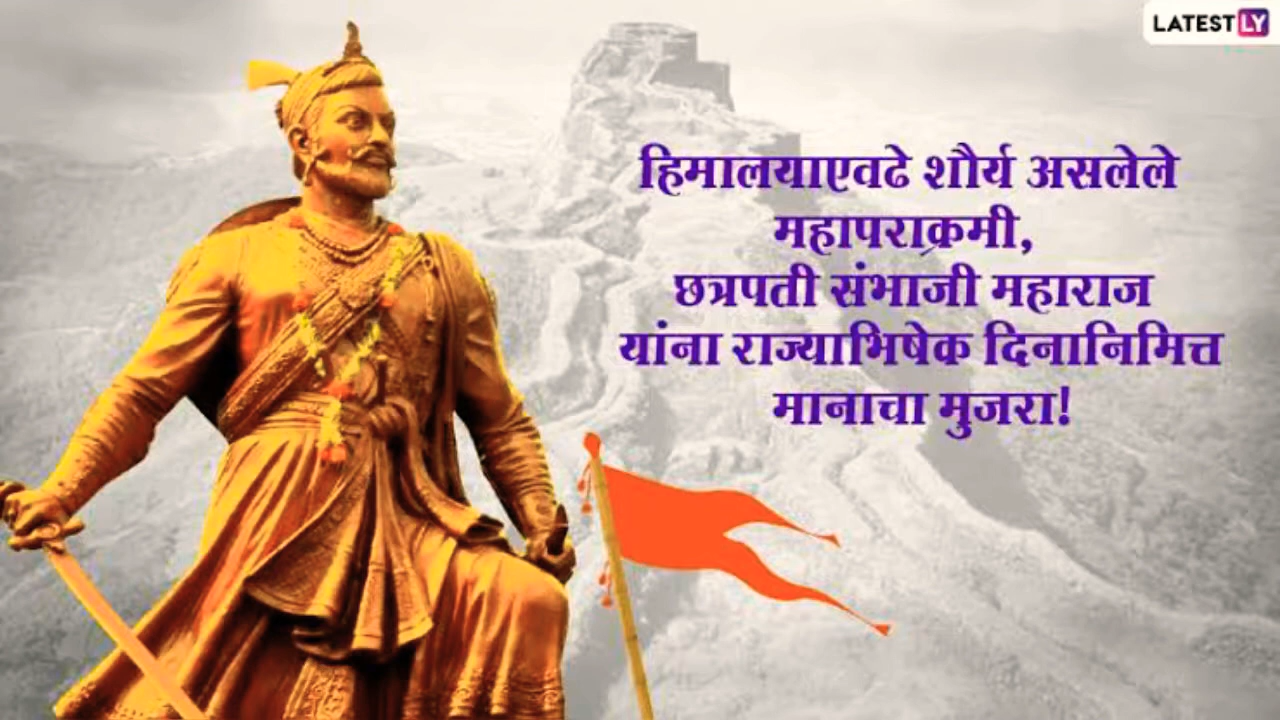 LATESTLY
हिमालयाएवढे शौर्य असलेले
महापराक्रमी,
छत्रपती संभाजी महाराज
यांना राज्याभिषेक दिनानिमित्त
मानाचा मुजरा!